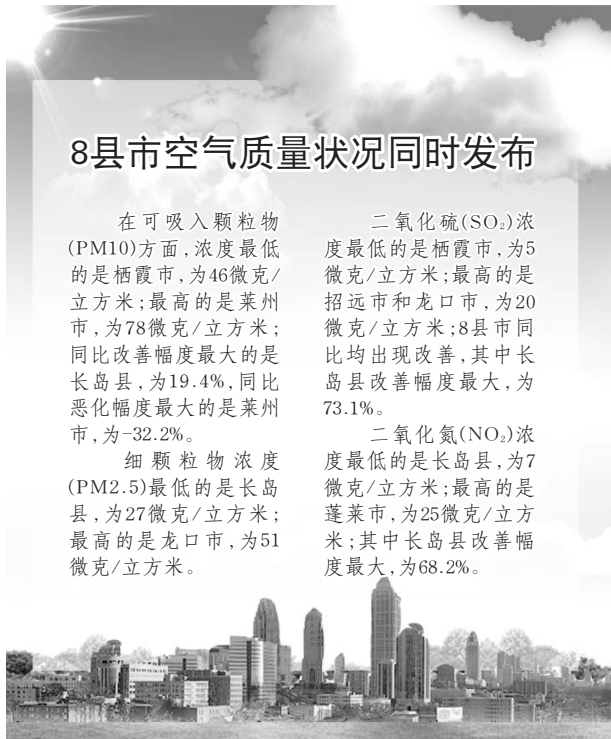 8县市空气质量状况同时发布
在可吸入颗粒物
(PM10)方面,浓度最低
的是栖霞市,为46微克/
立方米;最高的是莱州
市,为78微克/立方米;
同比改善幅度最大的是
长岛县,为19.4%,同比
恶化幅度最大的是莱州
市,为-32.2%。
细颗粒物浓度
(PM2.5)最低的是长岛
县,为27微克/立方米;
最高的是龙口市,为51
微克/立方米。
二氧化硫(SO₂)浓
度最低的是栖霞市,为5
微克/立方米;最高的是
招远市和龙口市,为20
微克/立方米;8县市同
比均出现改善,其中长
岛县改善幅度最大,为
73.1%。
二氧化氮(NO₂)浓
度最低的是长岛县,为7
微克/立方米;最高的是
蓬莱市,为25微克/立方
米;其中长岛县改善幅
度最大,为68.2%。